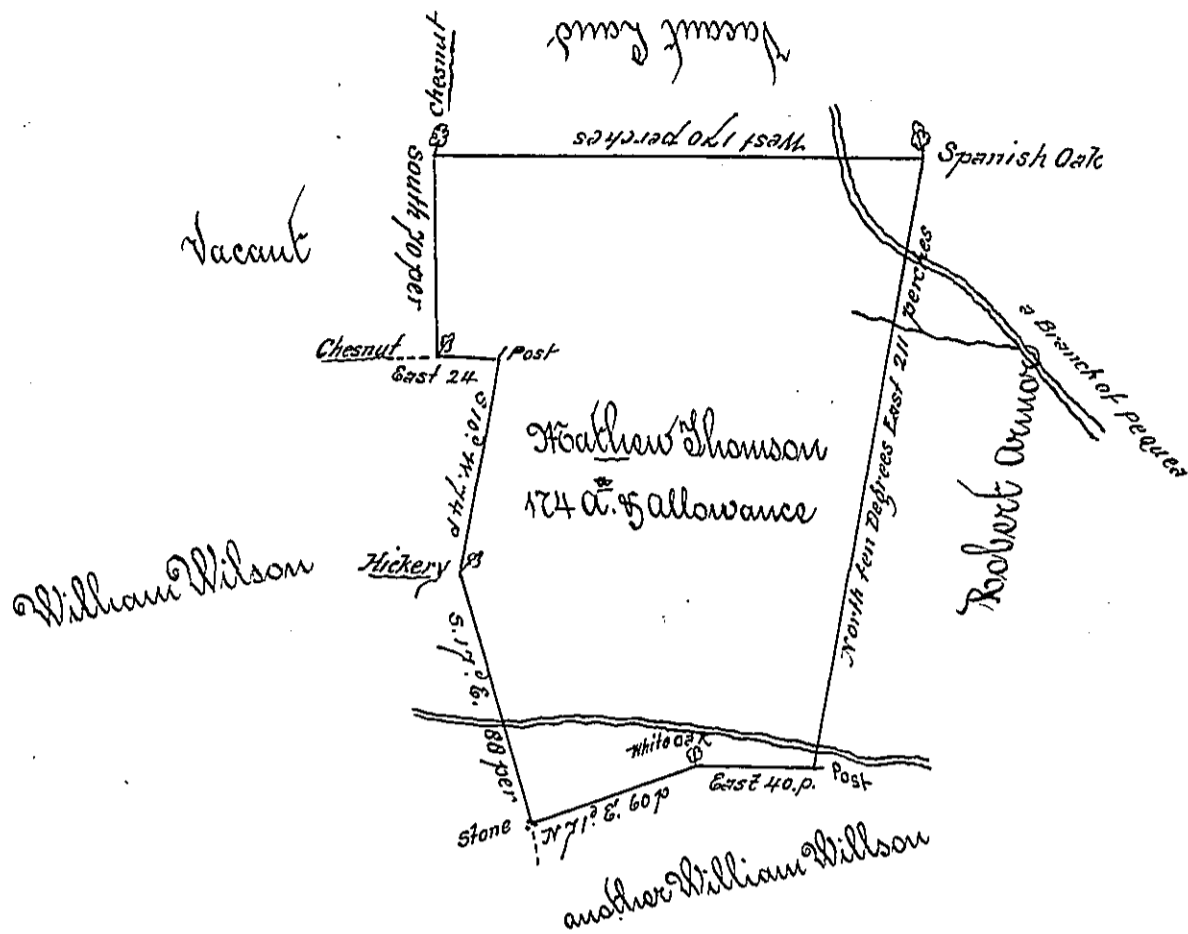 Vacant Land
Chesnut
West 170 perches
Spanish Oak
South 70 per
Vacant
Chesnut
East 24
Post
a Branch of pequea
North ten Degrees East 211 perches
Robert Armor
S 10.d W. 74 p
Mathew Thomson
174 a. & allowance
Hickery
William Wilson
S. 17.d E. 88 per
White oak
East 40.p.
Post
Stone
N 71.d E. 60 p
another William Willson